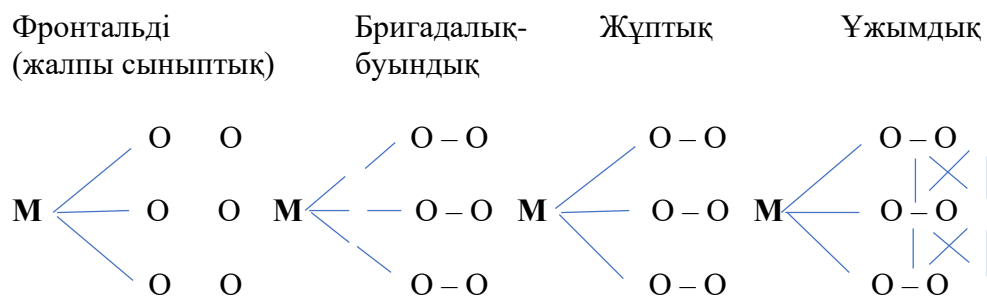 Фронтальді Бригадалық- Жұптық Ұжымдық
(жалпы сыныптық) буындық
О О О – О О – О О – О
М О О М О – О М О – О М О – О
О О О – О О – О О – О